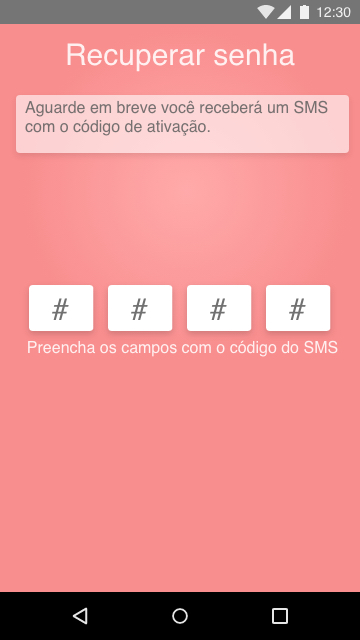 12:30
Recuperar senha
Aguarde em breve você receberá um SMS
com o código de ativação.
# # # #
Preencha os campos com o código do SMS